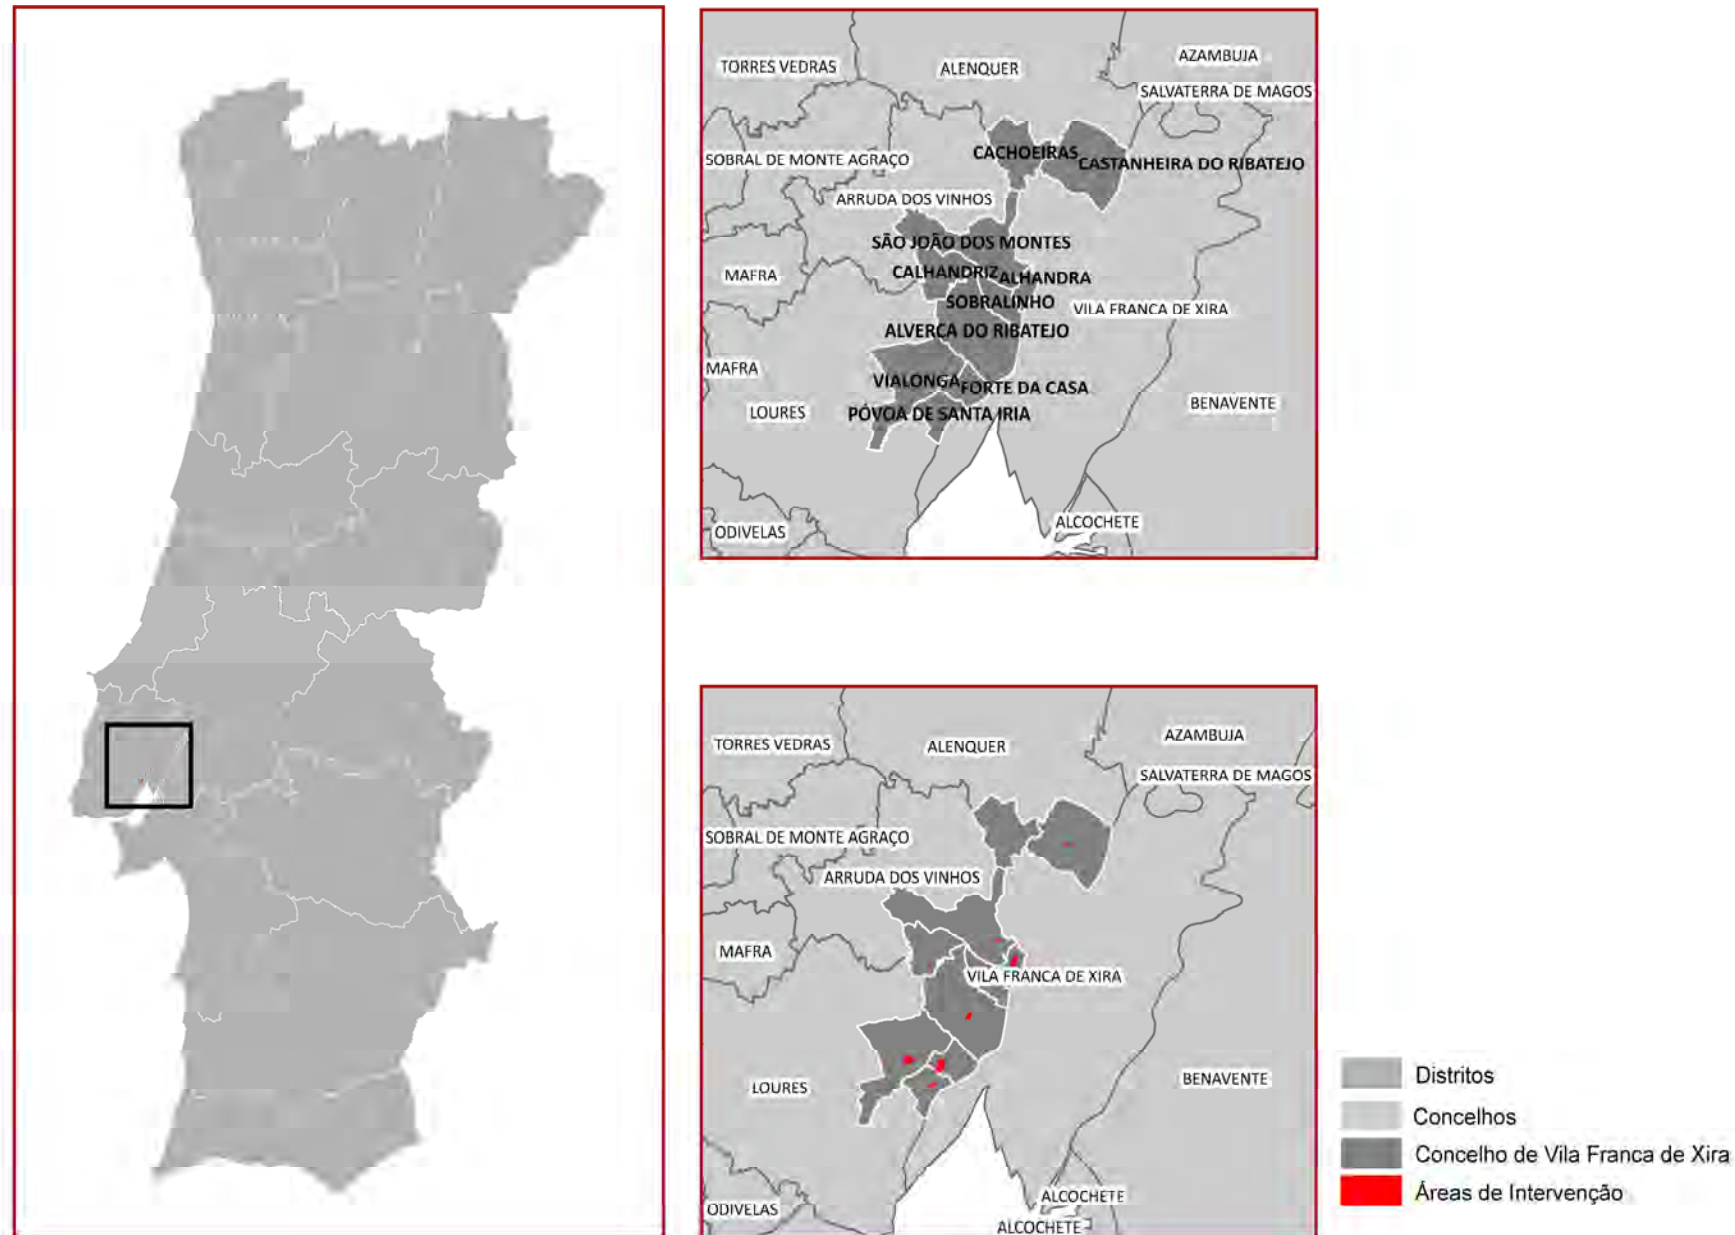 TORRES VEDRAS
ALENQUER
AZAMBUJA
SALVATERRA DE MAGOS
SOBRAL DE MONTE AGRAÇO
CACHOEIRAS
CASTANHEIRA DO RIBATEJO
ARRUDA DOS VINHOS
SÃO JOÃO DOS MONTES
MAFRA
CALHANDRIZ
ALHANDRA
SOBRALINHO
VILA FRANCA DE XIRA
ALVERCA DO RIBATEJO
MAFRA
VIALONGA
FORTE DA CASA
LOURES
PÓVOA DE SANTA IRIA
BENAVENTE
ODIVELAS
ALCOCHETE
TORRES VEDRAS
ALENQUER
AZAMBUJA
SALVATERRA DE MAGOS
SOBRAL DE MONTE AGRAÇO
ARRUDA DOS VINHOS
MAFRA
VILA FRANCA DE XIRA
LOURES
BENAVENTE
ODIVELAS
ALCOCHETE
ALCOCHETE
Distritos
Concelhos
Concelho de Vila Franca de Xira
Áreas de Intervenção